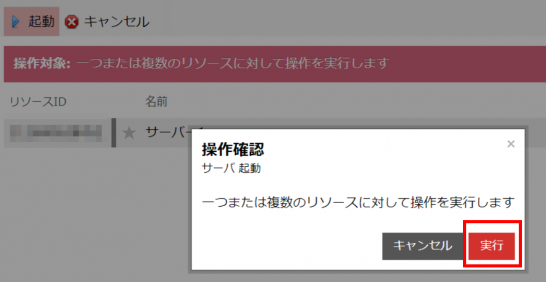 起動 キャンセル
操作対象: 一つまたは複数のリソースに対して操作を実行します
リソースID 名前
サーバー
操作確認 ×
サーバ 起動
一つまたは複数のリソースに対して操作を実行します
キャンセル 実行